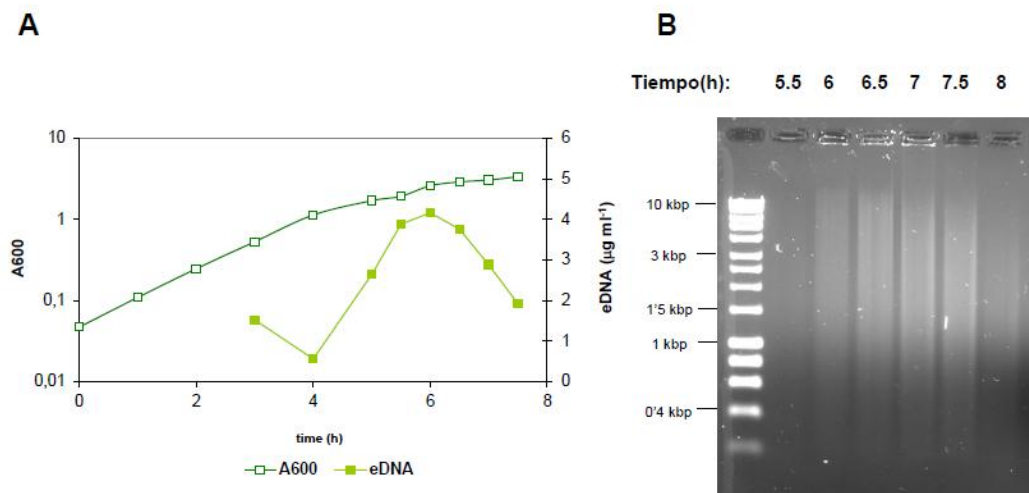 A
10
1
0,1
0,01
A600
0 2 4 6 8
time (h)
6
5
4
3
2
1
0
eDNA (µg ml⁻¹)
A600 eDNA
B
Tiempo(h): 5.5 6 6.5 7 7.5 8
10 kbp
3 kbp
1'5 kbp
1 kbp
0'4 kbp